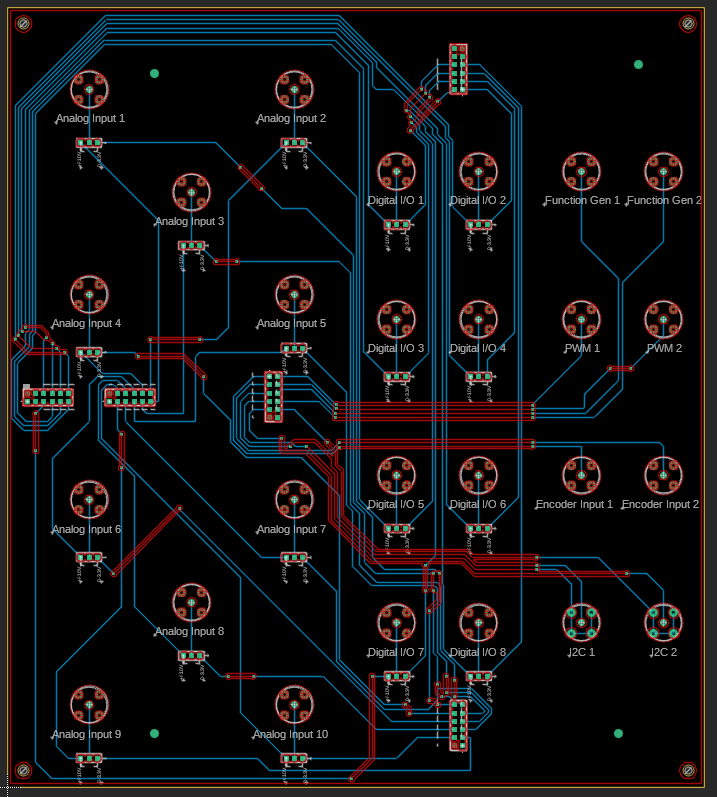 Analog Input 1
Analog Input 2
Digital I/O 1
Digital I/O 2
Function Gen 1
Function Gen 2
Analog Input 3
Analog Input 4
Analog Input 5
Digital I/O 3
Digital I/O 4
PWM 1
PWM 2
Analog Input 6
Analog Input 7
Digital I/O 5
Digital I/O 6
Encoder Input 1
Encoder Input 2
Analog Input 8
Digital I/O 7
Digital I/O 8
I2C 1
I2C 2
Analog Input 9
Analog Input 10